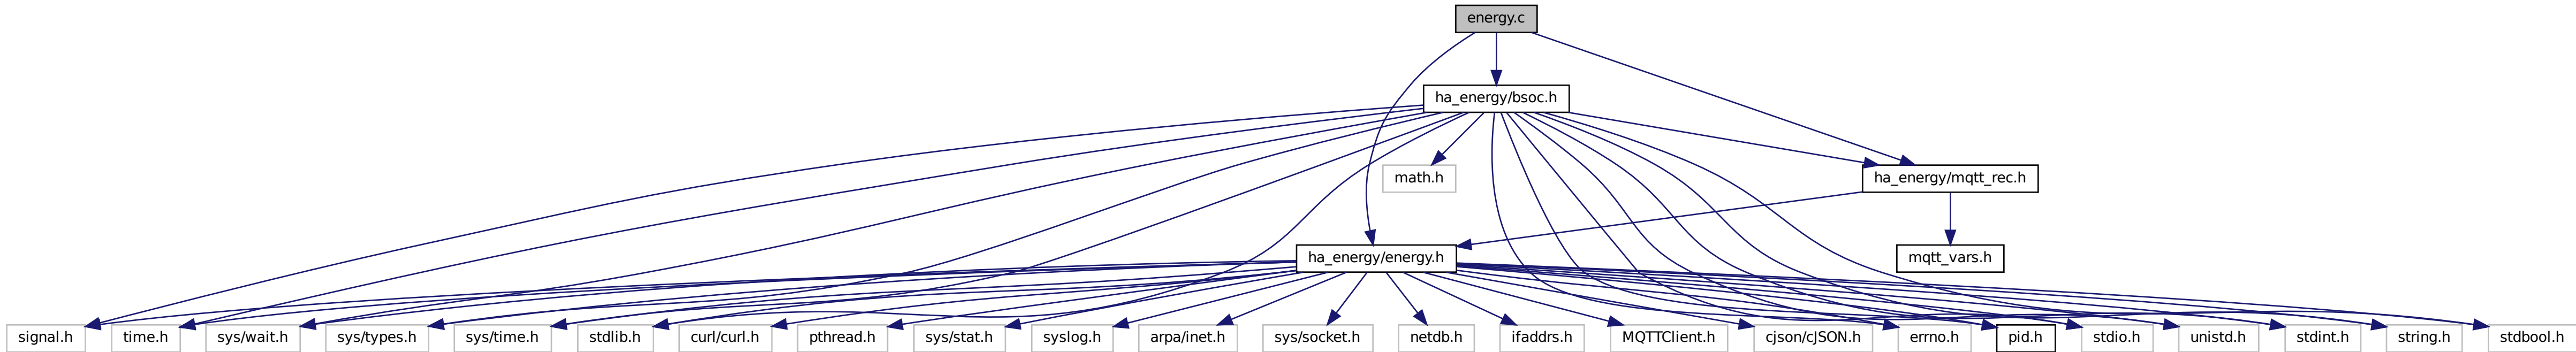 energy.c
ha_energy/bsoc.h
math.h
ha_energy/mqtt_rec.h
ha_energy/energy.h
mqtt_vars.h
signal.h
time.h
sys/wait.h
sys/types.h
sys/time.h
stdlib.h
curl/curl.h
pthread.h
sys/stat.h
syslog.h
arpa/inet.h
sys/socket.h
netdb.h
ifaddrs.h
MQTTClient.h
cjson/cJSON.h
errno.h
pid.h
stdio.h
unistd.h
stdint.h
string.h
stdbool.h